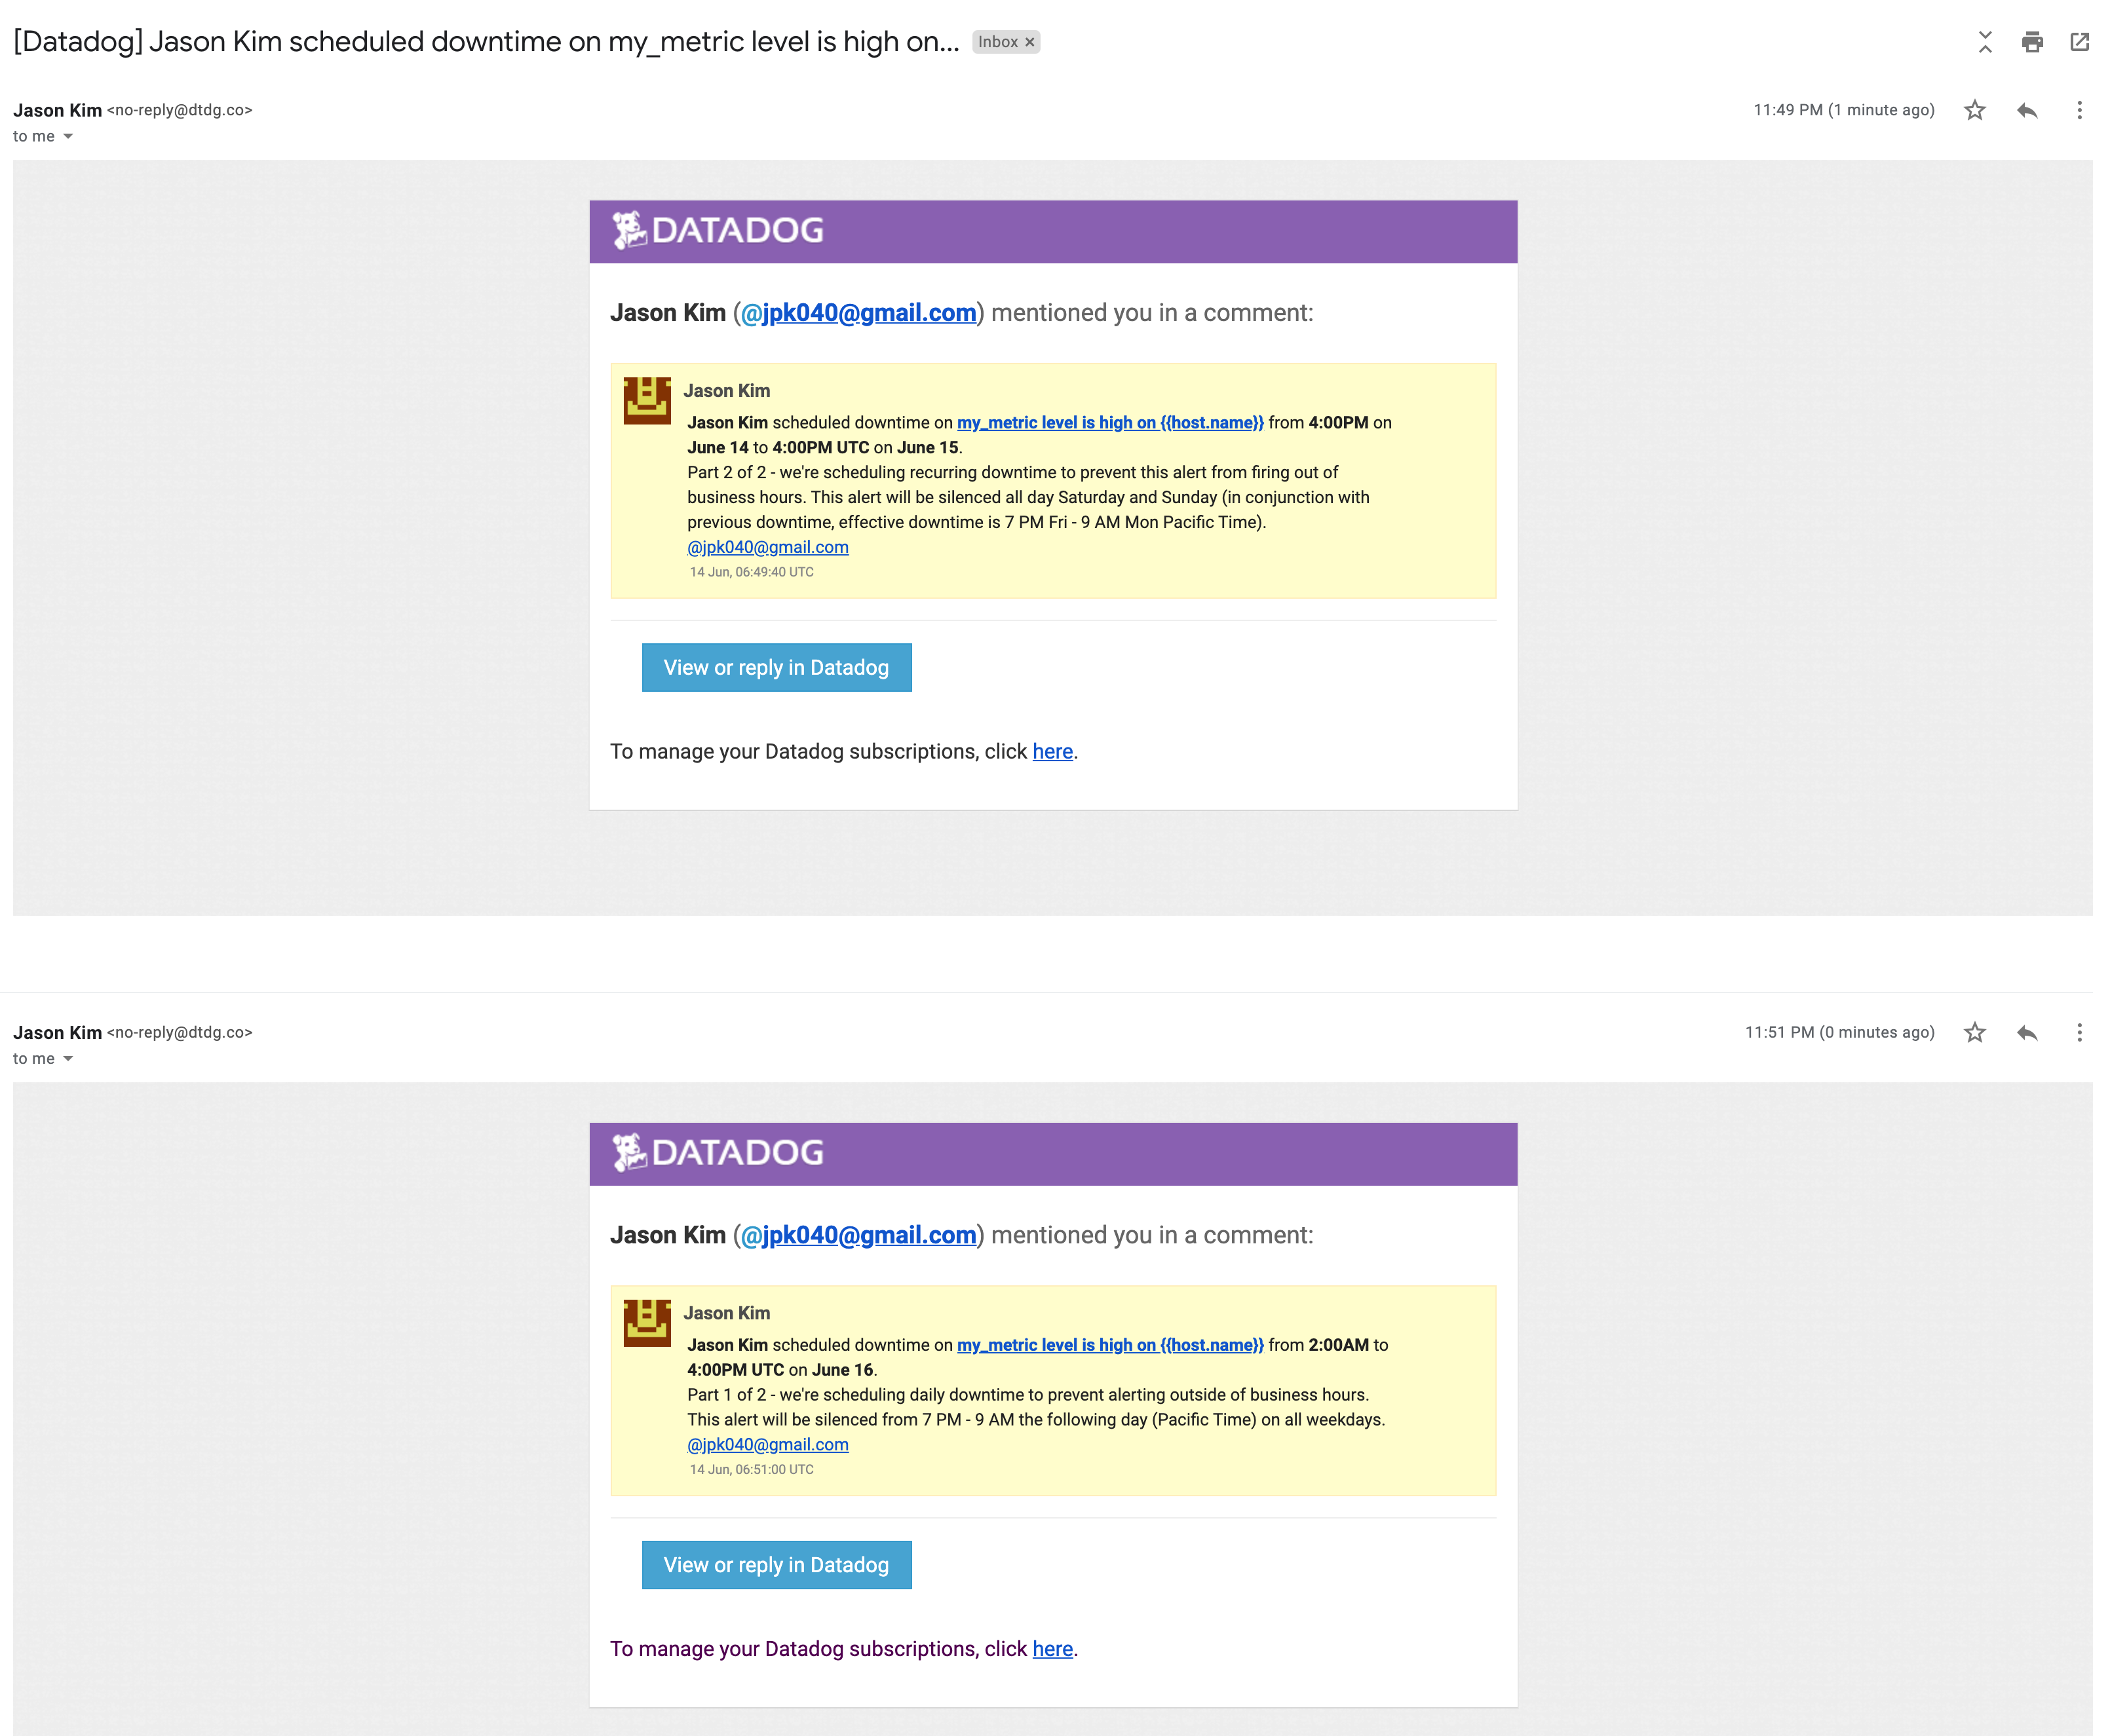 [Datadog] Jason Kim scheduled downtime on my_metric level is high on... Inbox ×
Jason Kim <no-reply@dtdg.co> 11:49 PM (1 minute ago)
to me
DATADOG
Jason Kim (@jpk040@gmail.com) mentioned you in a comment:
Jason Kim
Jason Kim scheduled downtime on my_metric level is high on {{host.name}} from 4:00PM on
June 14 to 4:00PM UTC on June 15.
Part 2 of 2 - we're scheduling recurring downtime to prevent this alert from firing out of
business hours. This alert will be silenced all day Saturday and Sunday (in conjunction with
previous downtime, effective downtime is 7 PM Fri - 9 AM Mon Pacific Time).
@jpk040@gmail.com
14 Jun, 06:49:40 UTC
View or reply in Datadog
To manage your Datadog subscriptions, click here.
Jason Kim <no-reply@dtdg.co> 11:51 PM (0 minutes ago)
to me
DATADOG
Jason Kim (@jpk040@gmail.com) mentioned you in a comment:
Jason Kim
Jason Kim scheduled downtime on my_metric level is high on {{host.name}} from 2:00AM to
4:00PM UTC on June 16.
Part 1 of 2 - we're scheduling daily downtime to prevent alerting outside of business hours.
This alert will be silenced from 7 PM - 9 AM the following day (Pacific Time) on all weekdays.
@jpk040@gmail.com
14 Jun, 06:51:00 UTC
View or reply in Datadog
To manage your Datadog subscriptions, click here.